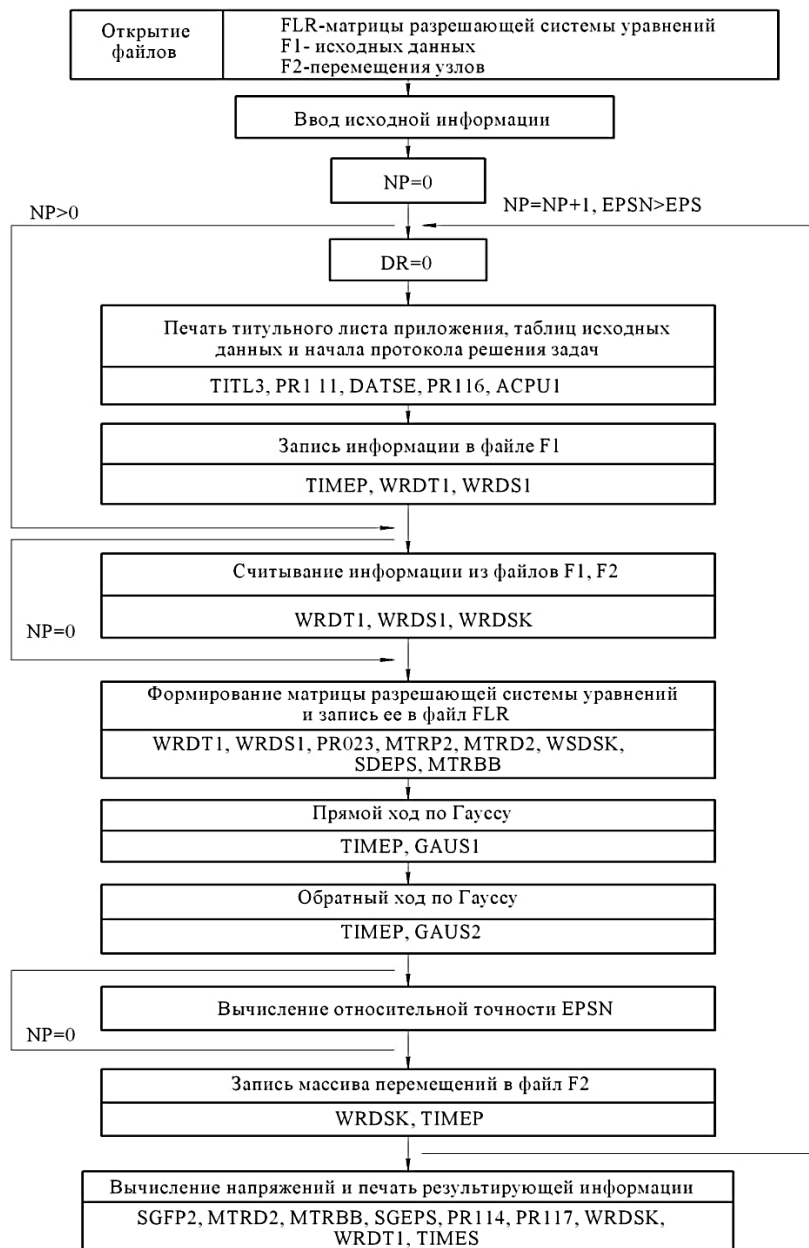 Открытие
файлов
FLR-матрицы разрешающей системы уравнений
F1- исходных данных
F2-перемещения узлов
Ввод исходной информации
NP=0
NP>0
NP=NP+1, EPSN>EPS
DR=0
Печать титульного листа приложения, таблиц исходных
данных и начала протокола решения задач
TITL3, PR1 11, DATSE, PR116, ACPU1
Запись информации в файле F1
TIMEP, WRDT1, WRDS1
Считывание информации из файлов F1, F2
WRDT1, WRDS1, WRDSK
NP=0
Формирование матрицы разрешающей системы уравнений
и запись ее в файл FLR
WRDT1, WRDS1, PR023, MTRP2, MTRD2, WSDSK,
SDEPS, MTRBB
Прямой ход по Гауссу
TIMEP, GAUS1
Обратный ход по Гауссу
TIMEP, GAUS2
Вычисление относительной точности EPSN
NP=0
Запись массива перемещений в файл F2
WRDSK, TIMEP
Вычисление напряжений и печать результирующей информации
SGFP2, MTRD2, MTRBB, SGEPS, PR114, PR117, WRDSK,
WRDT1, TIMES